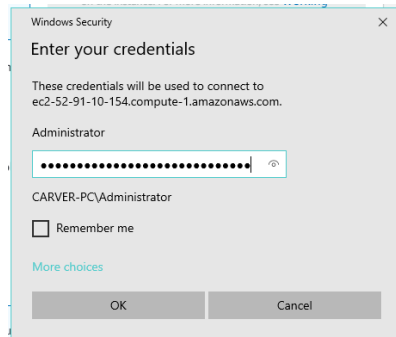 Windows Security
Enter your credentials
These credentials will be used to connect to
ec2-52-91-10-154.compute-1.amazonaws.com.
Administrator
CARVER-PC\Administrator
Remember me
More choices
OK
Cancel